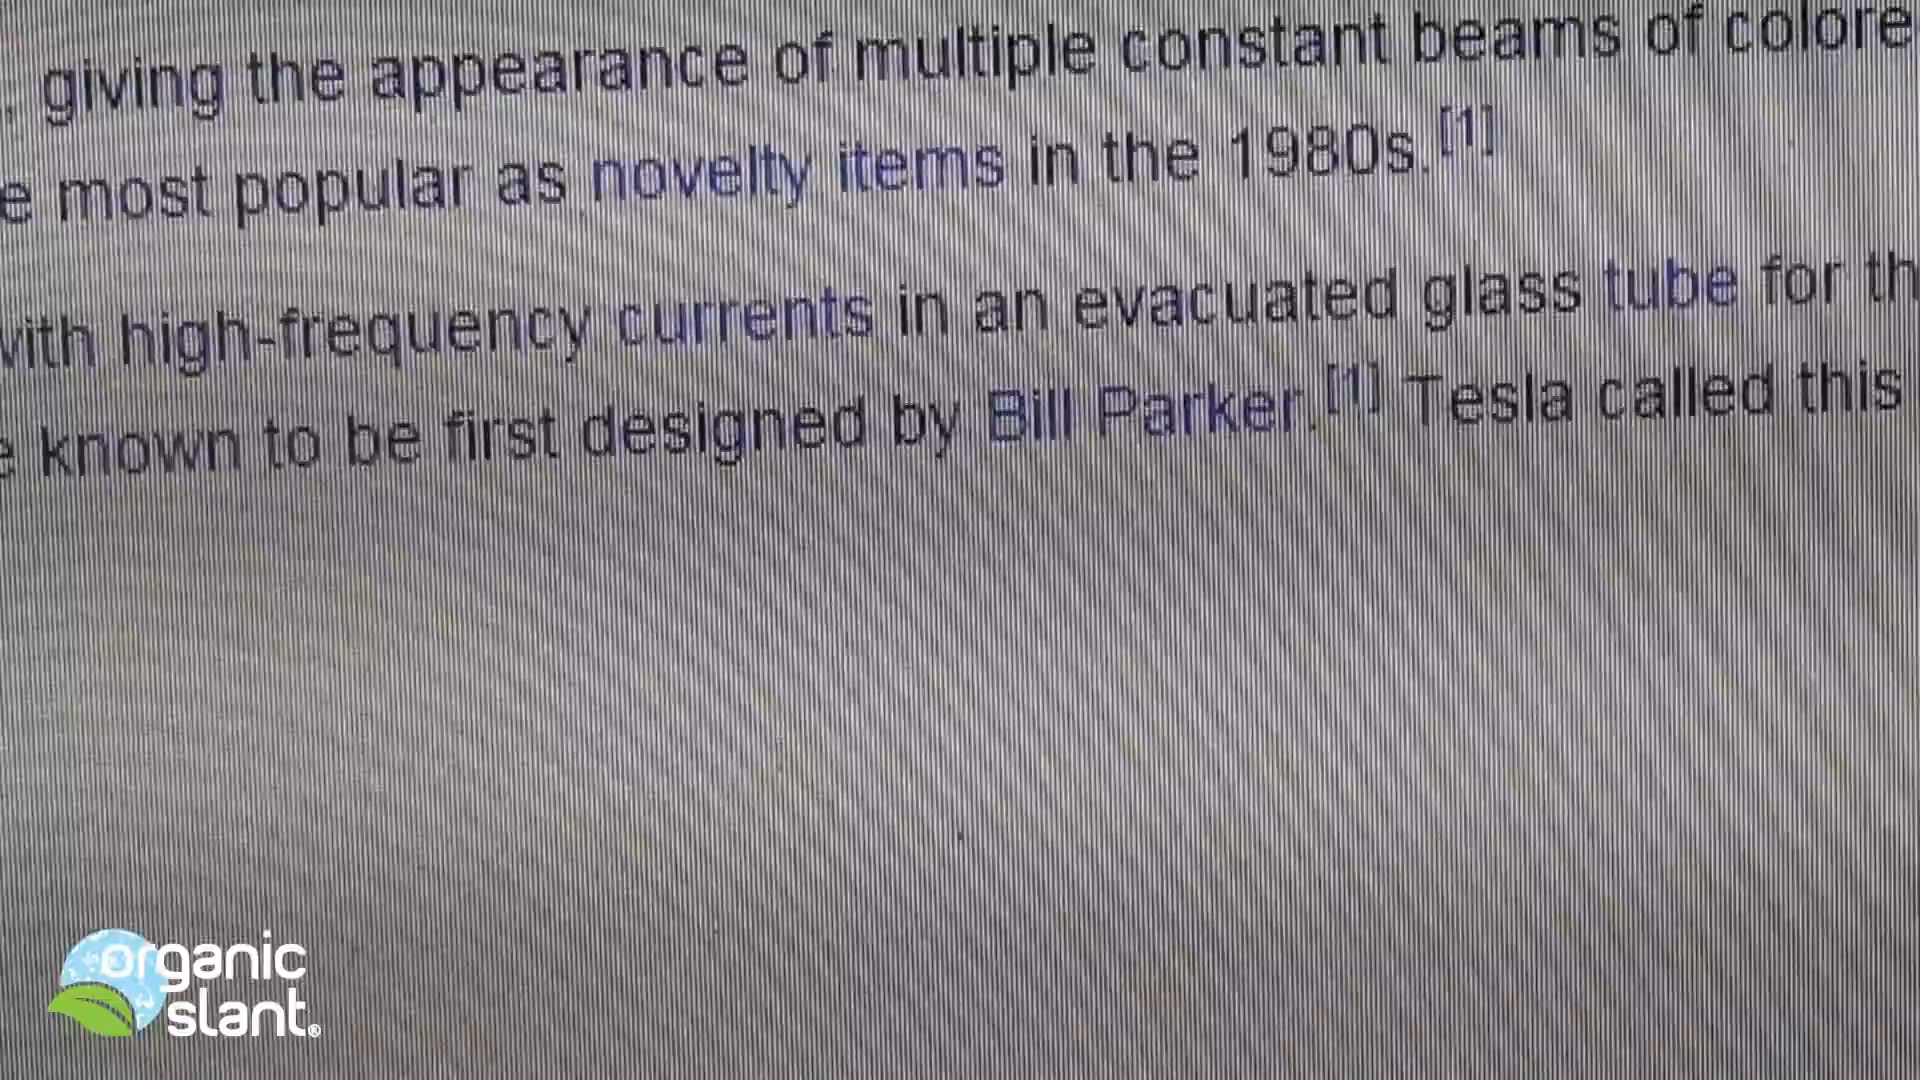 giving the appearance of multiple constant beams of colore
e most popular as novelty items in the 1980s.[1]
with high-frequency currents in an evacuated glass tube for th
e known to be first designed by Bill Parker.[1] Tesla called this
organic
slant®